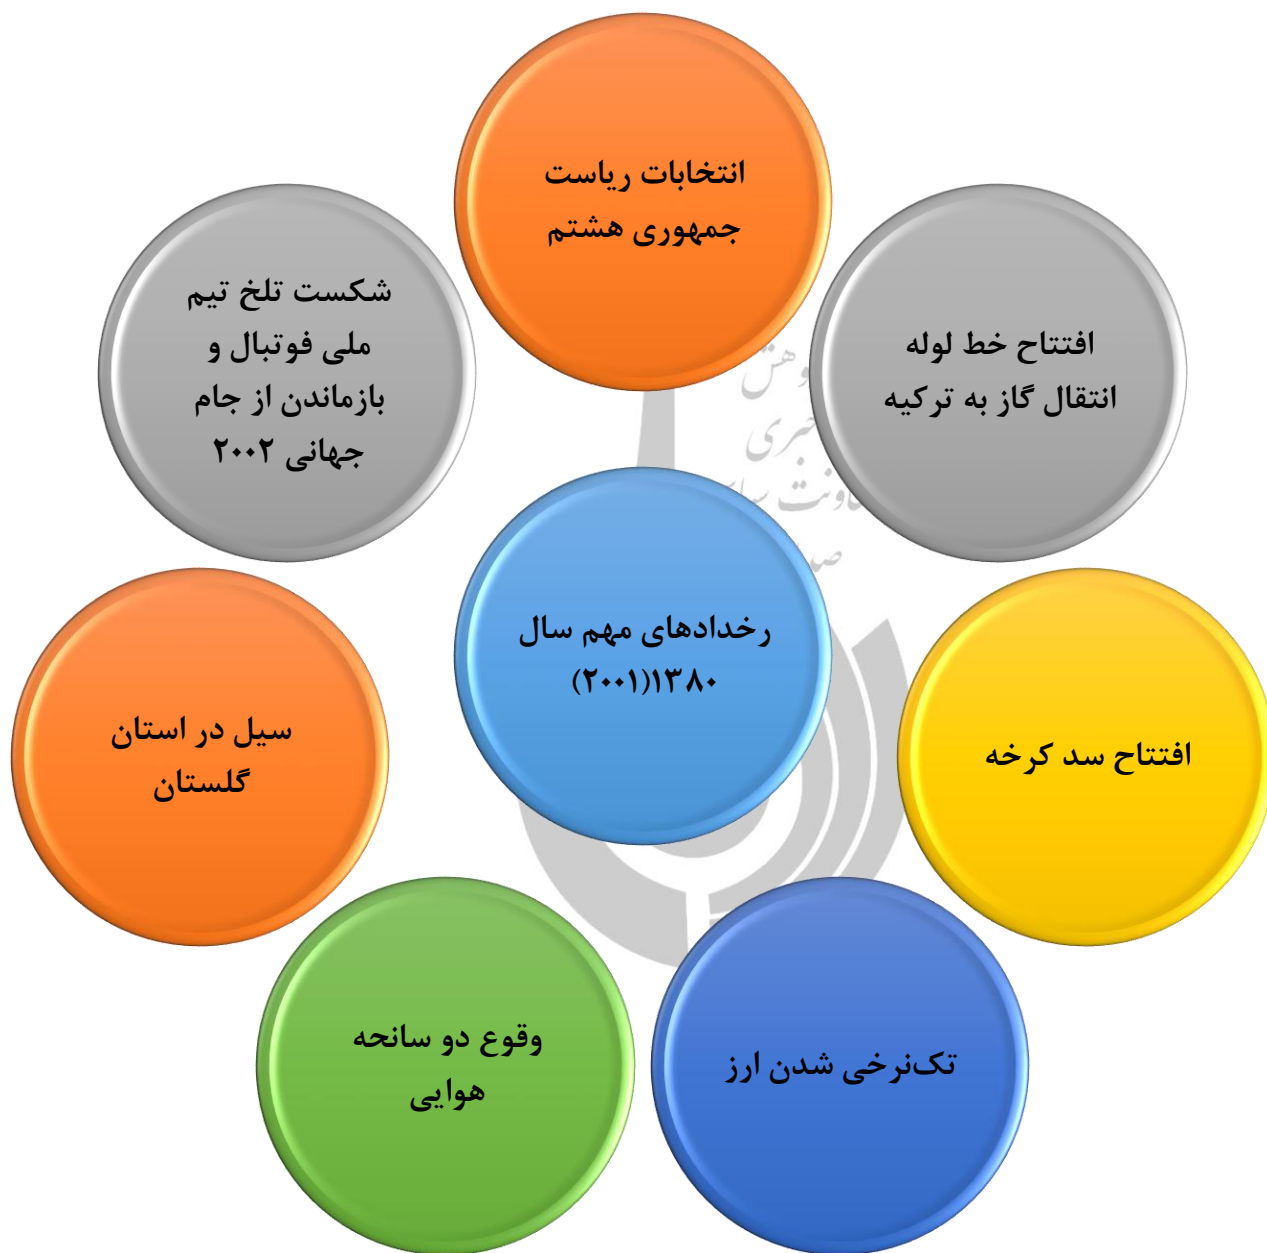 انتخابات ریاست
جمهوری هشتم
افتتاح خط لوله
انتقال گاز به ترکیه
افتتاح سد کرخه
تک‌نرخی شدن ارز
وقوع دو سانحه
هوایی
سیل در استان
گلستان
شکست تلخ تیم
ملی فوتبال و
بازماندن از جام
جهانی ۲۰۰۲
رخدادهای مهم سال
۱۳۸۰(۲۰۰۱)